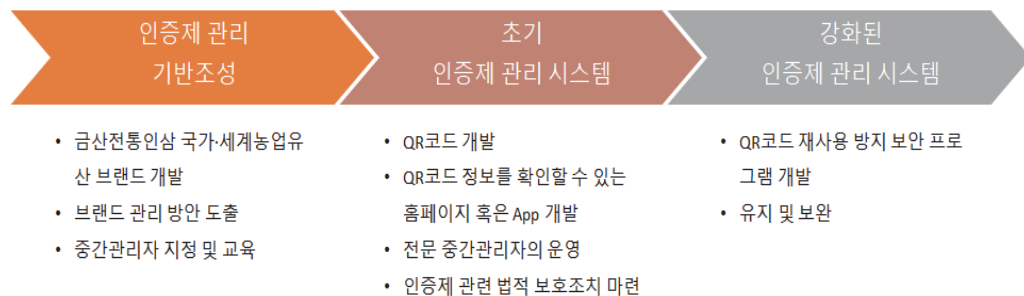 인증제 관리
기반조성
초기
인증제 관리 시스템
강화된
인증제 관리 시스템
• 금산전통인삼 국가·세계농업유
산 브랜드 개발
• 브랜드 관리 방안 도출
• 중간관리자 지정 및 교육
• QR코드 개발
• QR코드 정보를 확인할 수 있는
홈페이지 혹은 App 개발
• 전문 중간관리자의 운영
• 인증제 관련 법적 보호조치 마련
• QR코드 재사용 방지 보안 프로
그램 개발
• 유지 및 보완